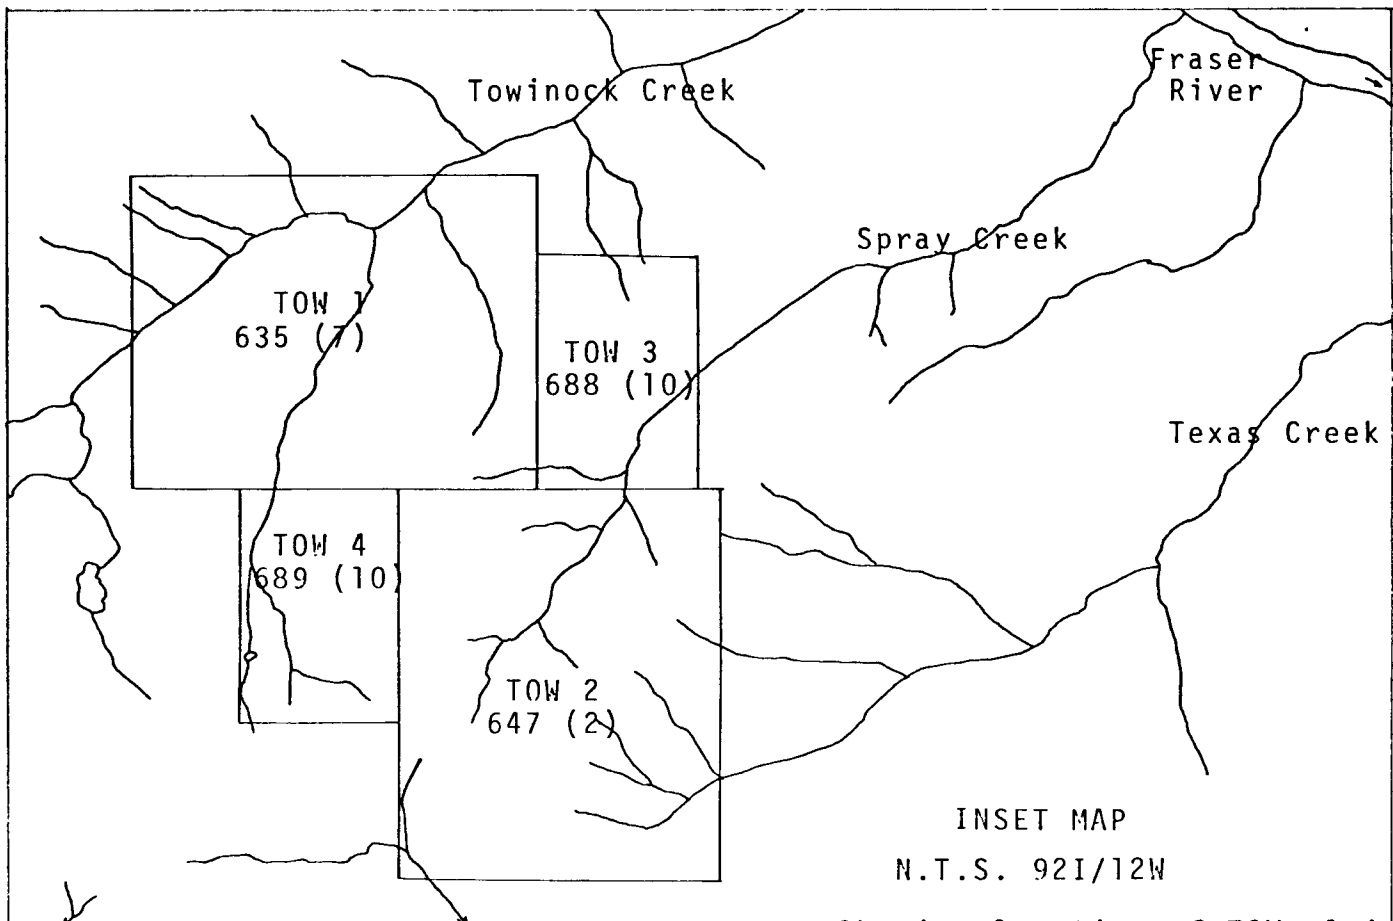 Fraser
River
Towinock Creek
Spray Creek
TOW 1
635 (7)
TOW 3
688 (10)
Texas Creek
TOW 4
689 (10)
TOW 2
647 (2)
INSET MAP
N.T.S. 92I/12W